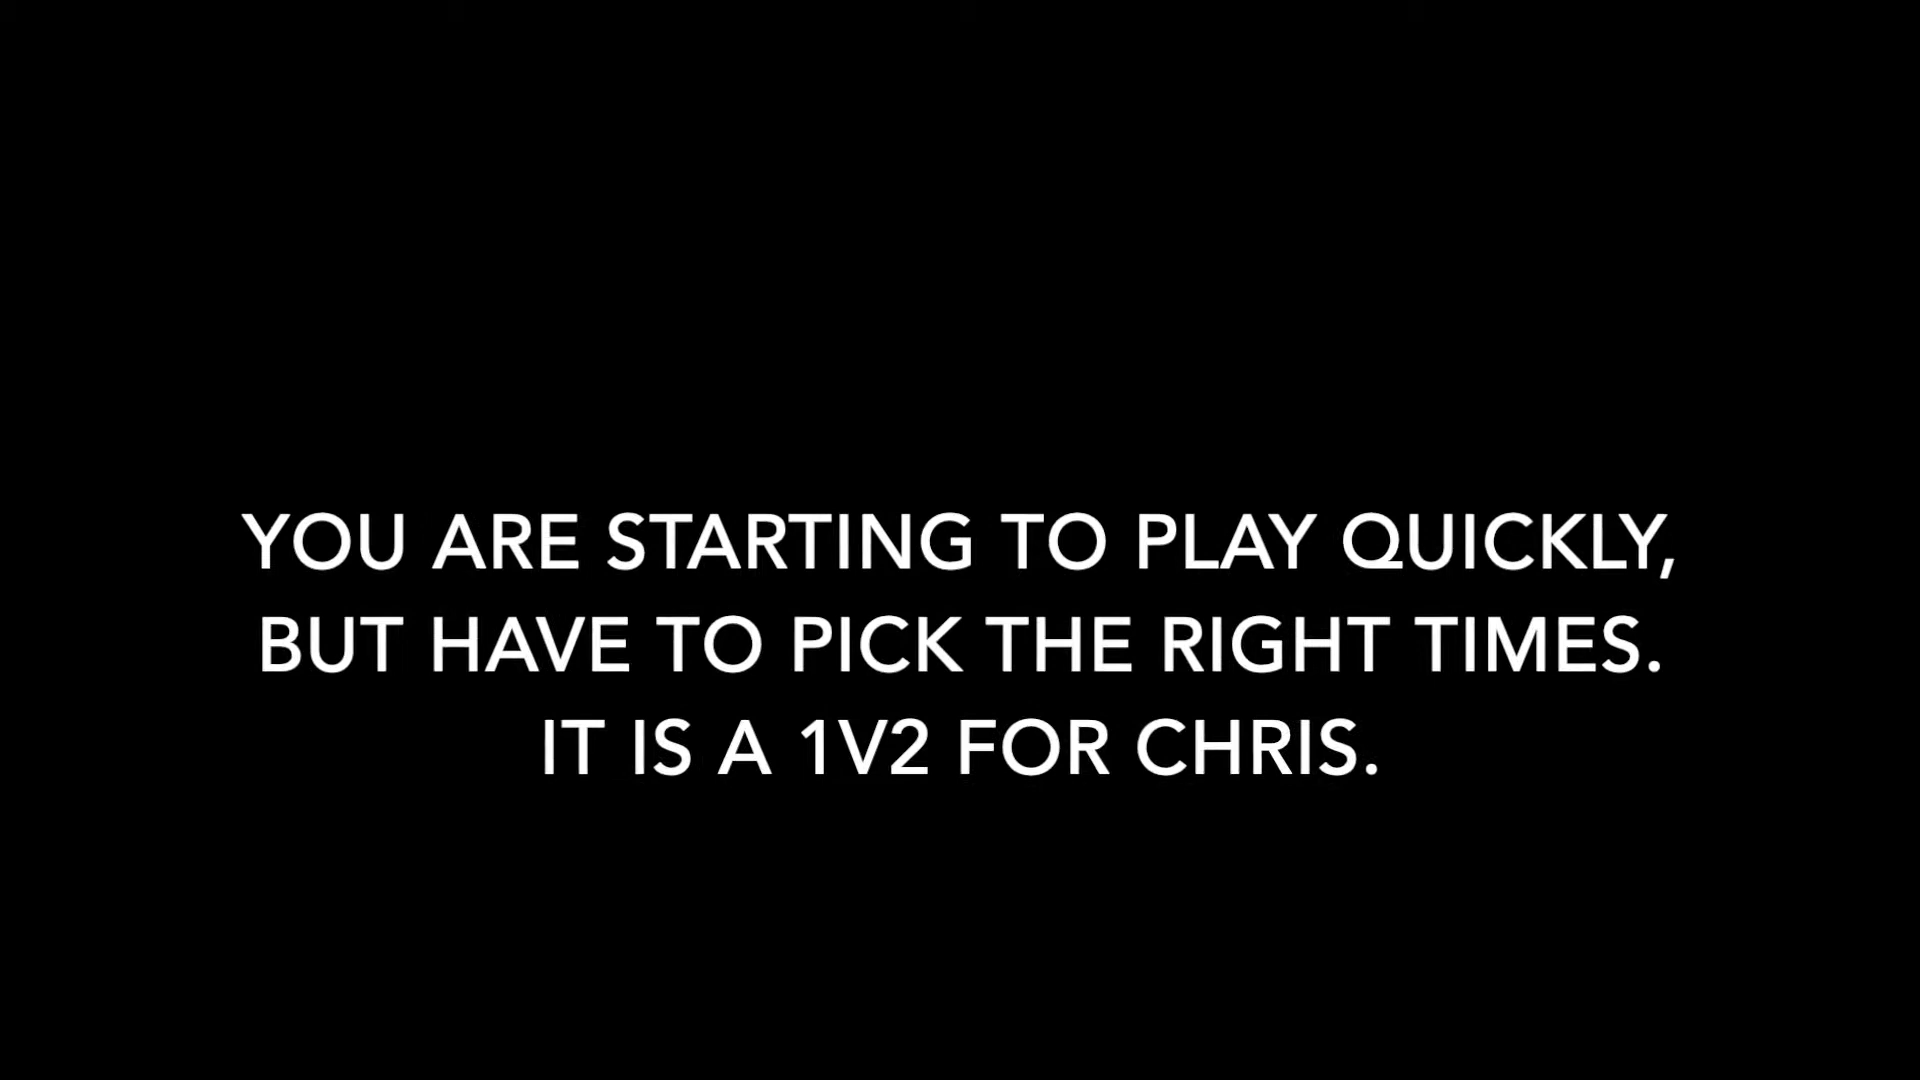 YOU ARE STARTING TO PLAY QUICKLY,
BUT HAVE TO PICK THE RIGHT TIMES.
IT IS A 1V2 FOR CHRIS.